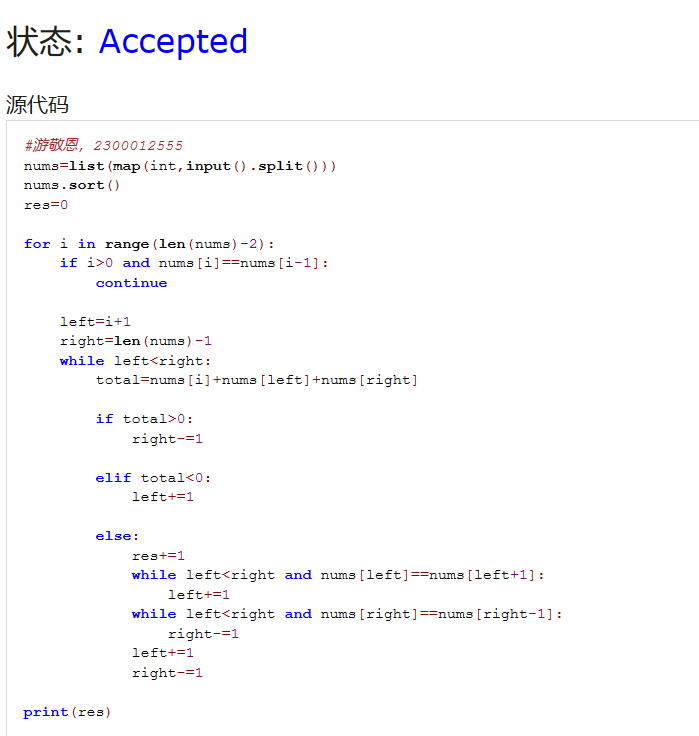 状态: Accepted
源代码
#游敬恩，2300012555
nums=list(map(int,input().split()))
nums.sort()
res=0
for i in range(len(nums)-2):
    if i>0 and nums[i]==nums[i-1]:
        continue
    left=i+1
    right=len(nums)-1
    while left<right:
        total=nums[i]+nums[left]+nums[right]
        if total>0:
            right-=1
        elif total<0:
            left+=1
        else:
            res+=1
            while left<right and nums[left]==nums[left+1]:
                left+=1
            while left<right and nums[right]==nums[right-1]:
                right-=1
            left+=1
            right-=1
print(res)